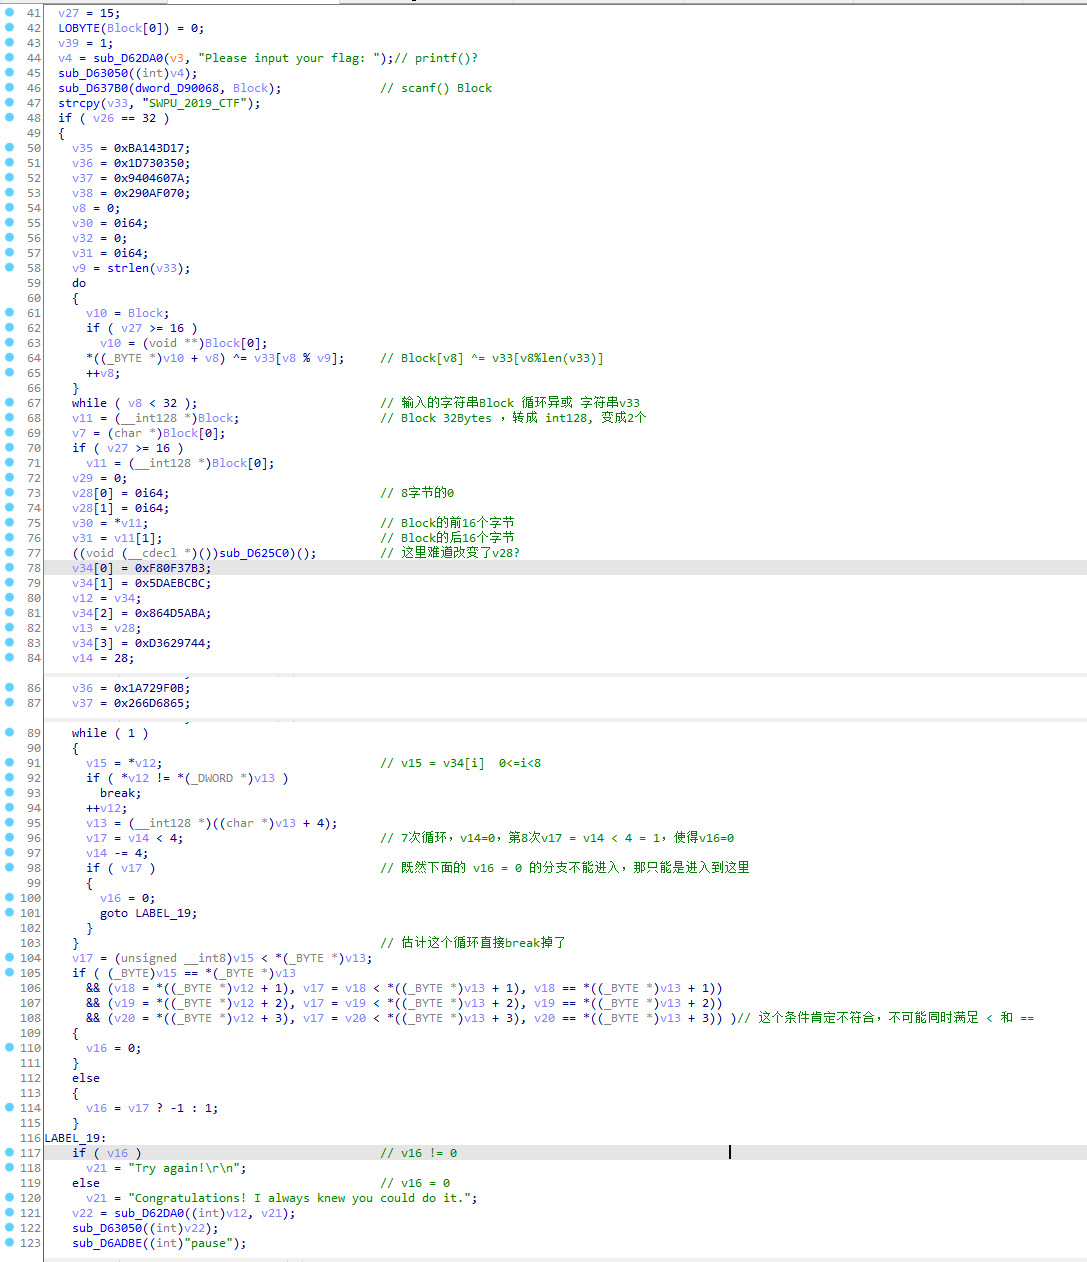 41 v27 = 15;
42 LOBYTE(Block[0]) = 0;
43 v39 = 1;
44 v4 = sub_D62DA0(v3, "Please input your flag: ");// printf()?
45 sub_D63050((int)v4);
46 sub_D637B0(dword_D90068, Block); // scanf() Block
47 strcpy(v33, "SWPU_2019_CTF");
48 if ( v26 == 32 )
49 {
50 v35 = 0xBA143D17;
51 v36 = 0x1D730350;
52 v37 = 0x9404607A;
53 v38 = 0x290AF070;
54 v8 = 0;
55 v30 = 0i64;
56 v32 = 0;
57 v31 = 0i64;
58 v9 = strlen(v33);
59 do
60 {
61 v10 = Block;
62 if ( v27 >= 16 )
63 v10 = (void **)Block[0];
64 *((_BYTE *)v10 + v8) ^= v33[v8 % v9]; // Block[v8] ^= v33[v8%len(v33)]
65 ++v8;
66 }
67 while ( v8 < 32 ); // 输入的字符串Block 循环异或 字符串v33
68 v11 = (__int128 *)Block; // Block 32Bytes ，转成 int128, 变成2个
69 v7 = (char *)Block[0];
70 if ( v27 >= 16 )
71 v11 = (__int128 *)Block[0];
72 v29 = 0;
73 v28[0] = 0i64; // 8字节的0
74 v28[1] = 0i64;
75 v30 = *v11; // Block的前16个字节
76 v31 = v11[1]; // Block的后16个字节
77 ((void (__cdecl *)())sub_D625C0)(); // 这里难道改变了v28?
78 v34[0] = 0xF80F37B3;
79 v34[1] = 0x5DAEBCBC;
80 v12 = v34;
81 v34[2] = 0x864D5ABA;
82 v13 = v28;
83 v34[3] = 0xD3629744;
84 v14 = 28;
86 v36 = 0x1A729F0B;
87 v37 = 0x266D6865;
89 while ( 1 )
90 {
91 v15 = *v12; // v15 = v34[i] 0<=i<8
92 if ( *v12 != *(_DWORD *)v13 )
93 break;
94 ++v12;
95 v13 = (__int128 *)((char *)v13 + 4);
96 v17 = v14 < 4; // 7次循环，v14=0，第8次v17 = v14 < 4 = 1，使得v16=0
97 v14 -= 4;
98 if ( v17 ) // 既然下面的 v16 = 0 的分支不能进入，那只能是进入到这里
99 {
100 v16 = 0;
101 goto LABEL_19;
102 }
103 } // 估计这个循环直接break掉了
104 v17 = (unsigned __int8)v15 < *(_BYTE *)v13;
105 if ( (_BYTE)v15 == *(_BYTE *)v13
106 && (v18 = *((_BYTE *)v12 + 1), v17 = v18 < *((_BYTE *)v13 + 1), v18 == *((_BYTE *)v13 + 1))
107 && (v19 = *((_BYTE *)v12 + 2), v17 = v19 < *((_BYTE *)v13 + 2), v19 == *((_BYTE *)v13 + 2))
108 && (v20 = *((_BYTE *)v12 + 3), v17 = v20 < *((_BYTE *)v13 + 3), v20 == *((_BYTE *)v13 + 3)) )// 这个条件肯定不符合，不可能同时满足 < 和 ==
109 {
110 v16 = 0;
111 }
112 else
113 {
114 v16 = v17 ? -1 : 1;
115 }
116 LABEL_19:
117 if ( v16 ) // v16 != 0
118 v21 = "Try again!\r\n";
119 else // v16 = 0
120 v21 = "Congratulations! I always knew you could do it.";
121 v22 = sub_D62DA0((int)v12, v21);
122 sub_D63050((int)v22);
123 sub_D6ADBE((int)"pause");